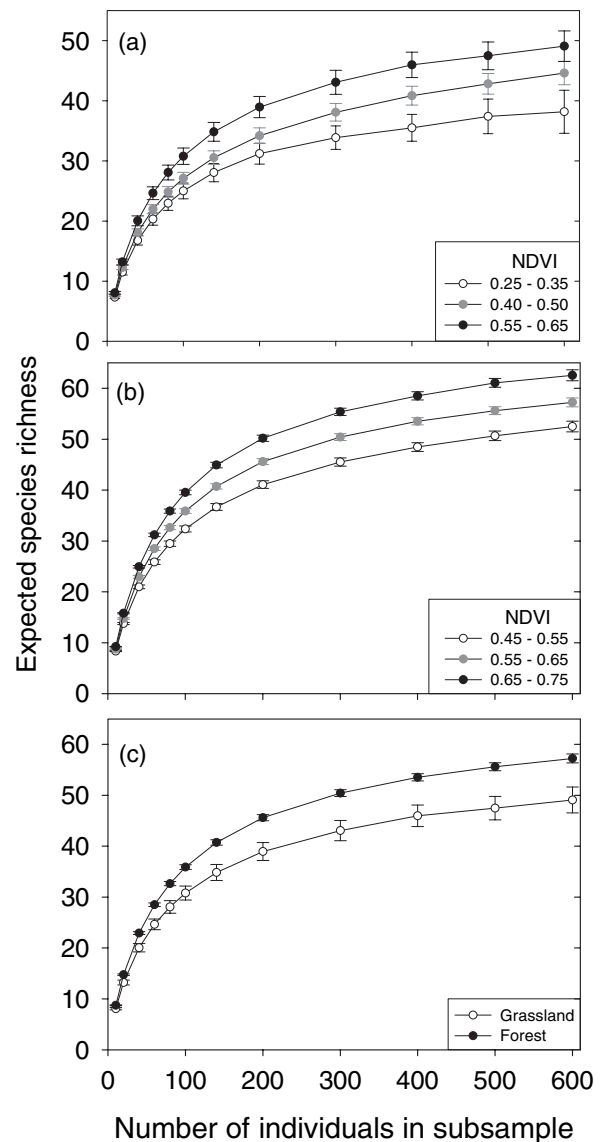 (a)
50
40
30
20
10
0
NDVI
0.25 - 0.35
0.40 - 0.50
0.55 - 0.65
Expected species richness
(b)
60
50
40
30
20
10
0
NDVI
0.45 - 0.55
0.55 - 0.65
0.65 - 0.75
(c)
60
50
40
30
20
10
0
Grassland
Forest
0 100 200 300 400 500 600
Number of individuals in subsample